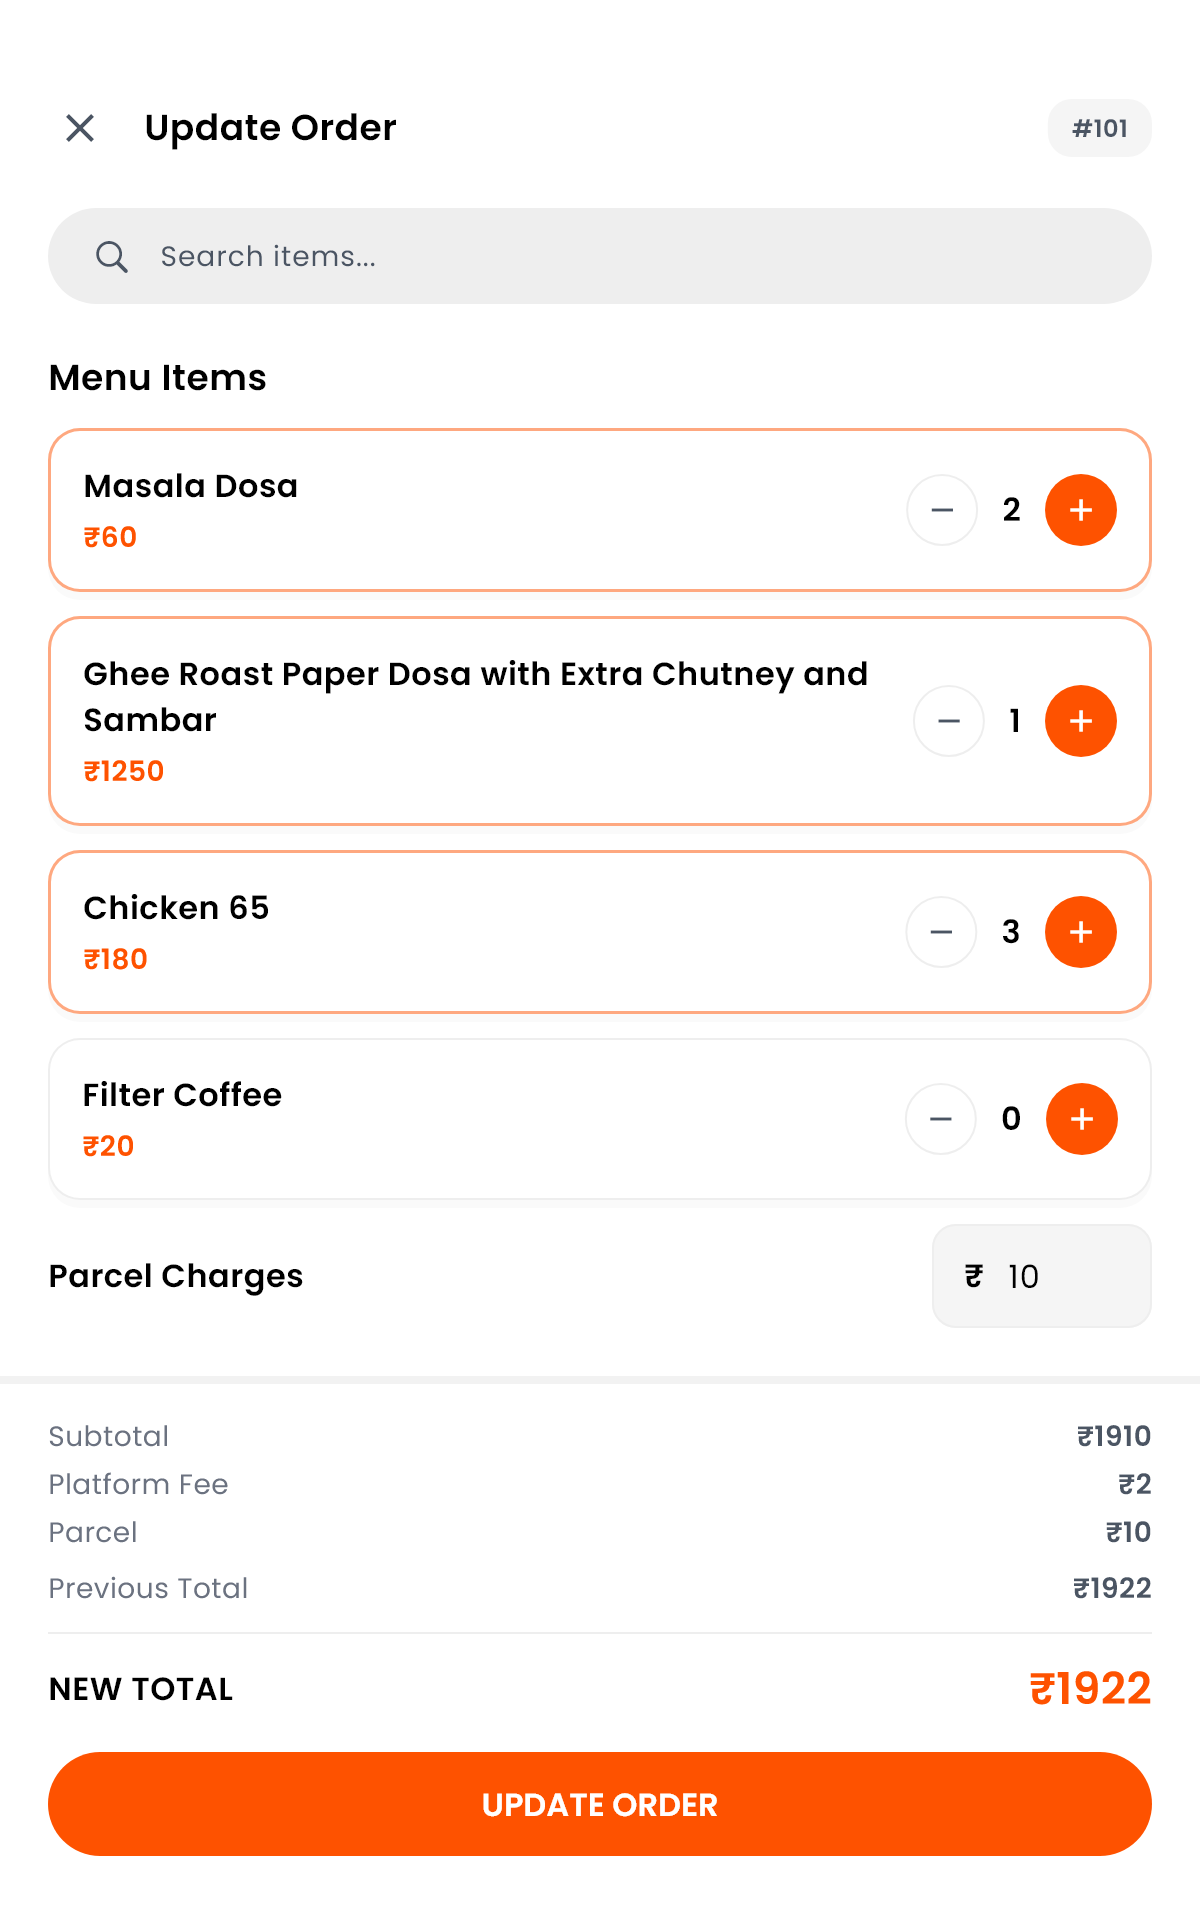 Update Order
#101
Search items...
Menu Items
Masala Dosa
₹60
2
Ghee Roast Paper Dosa with Extra Chutney and
Sambar
₹1250
1
Chicken 65
₹180
3
Filter Coffee
₹20
0
Parcel Charges
₹ 10
Subtotal ₹1910
Platform Fee ₹2
Parcel ₹10
Previous Total ₹1922
NEW TOTAL ₹1922
UPDATE ORDER